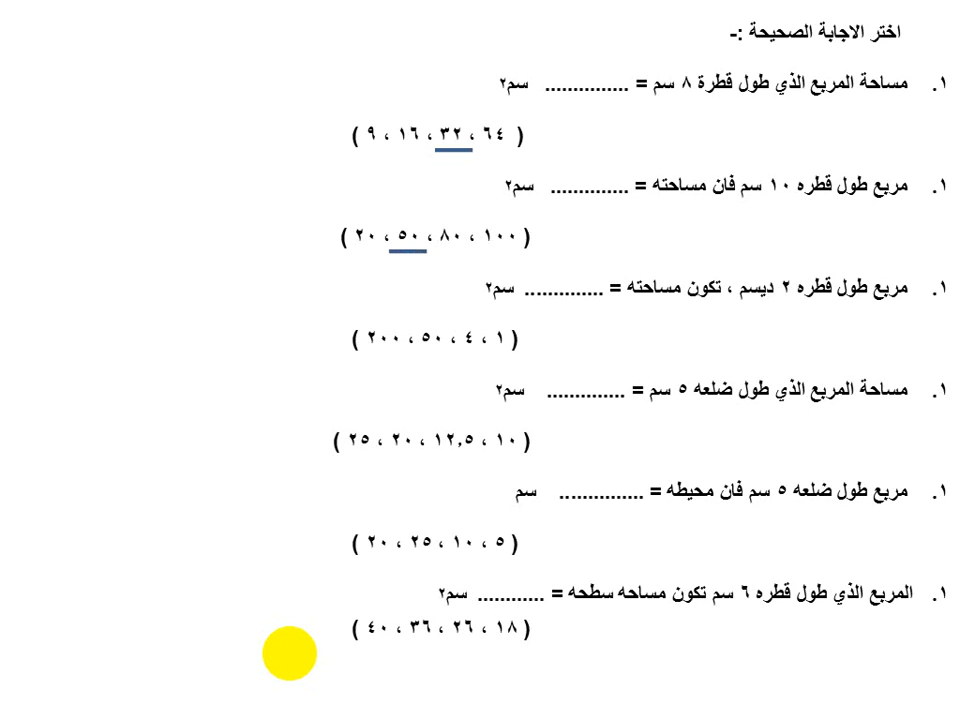 اختر الاجابة الصحيحة :-
١. مساحة المربع الذي طول قطرة ٨ سم = ............... سم٢
( ٦٤ ، ٣٢ ، ١٦ ، ٩ )
١. مربع طول قطره ١٠ سم فان مساحته = .............. سم٢
( ١٠٠ ، ٨٠ ، ٥٠ ، ٢٠ )
١. مربع طول قطره ٢ ديسم ، تكون مساحته = .............. سم٢
( ١ ، ٤ ، ٥٠ ، ٢٠٠ )
١. مساحة المربع الذي طول ضلعه ٥ سم = .............. سم٢
( ١٠ ، ١٢,٥ ، ٢٠ ، ٢٥ )
١. مربع طول ضلعه ٥ سم فان محيطه = ............... سم
( ٥ ، ١٠ ، ٢٥ ، ٢٠ )
١. المربع الذي طول قطره ٦ سم تكون مساحه سطحه = ............ سم٢
( ١٨ ، ٢٦ ، ٣٦ ، ٤٠ )